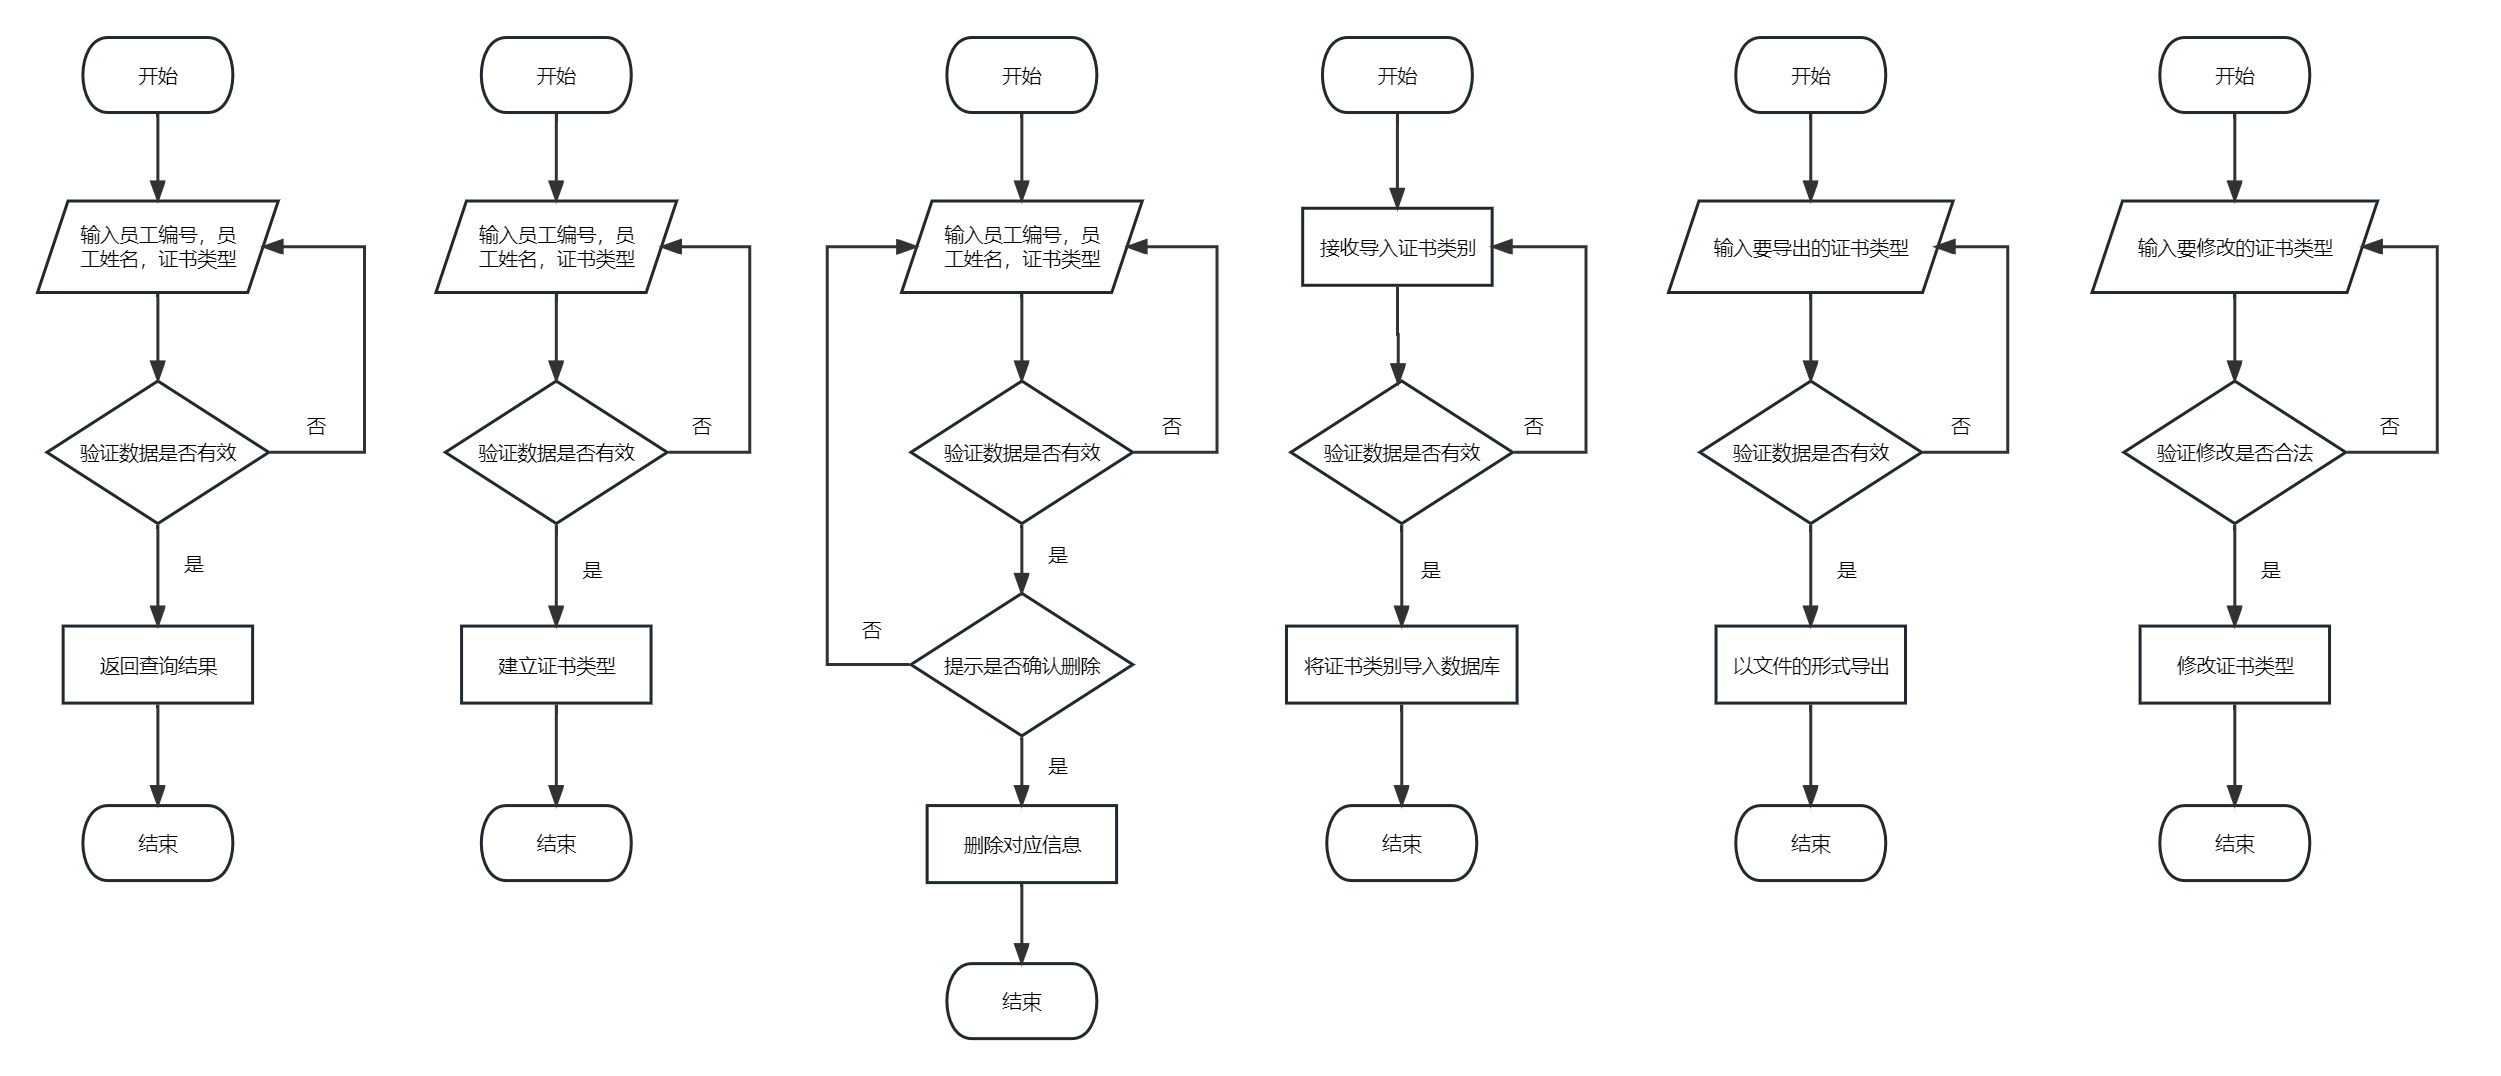 开始
输入员工编号，员
工姓名，证书类型
验证数据是否有效
否
是
返回查询结果
结束
开始
输入员工编号，员
工姓名，证书类型
验证数据是否有效
否
是
建立证书类型
结束
开始
输入员工编号，员
工姓名，证书类型
验证数据是否有效
否
是
提示是否确认删除
否
是
删除对应信息
结束
开始
接收导入证书类别
验证数据是否有效
否
是
将证书类别导入数据库
结束
开始
输入要导出的证书类型
验证数据是否有效
否
是
以文件的形式导出
结束
开始
输入要修改的证书类型
验证修改是否合法
否
是
修改证书类型
结束